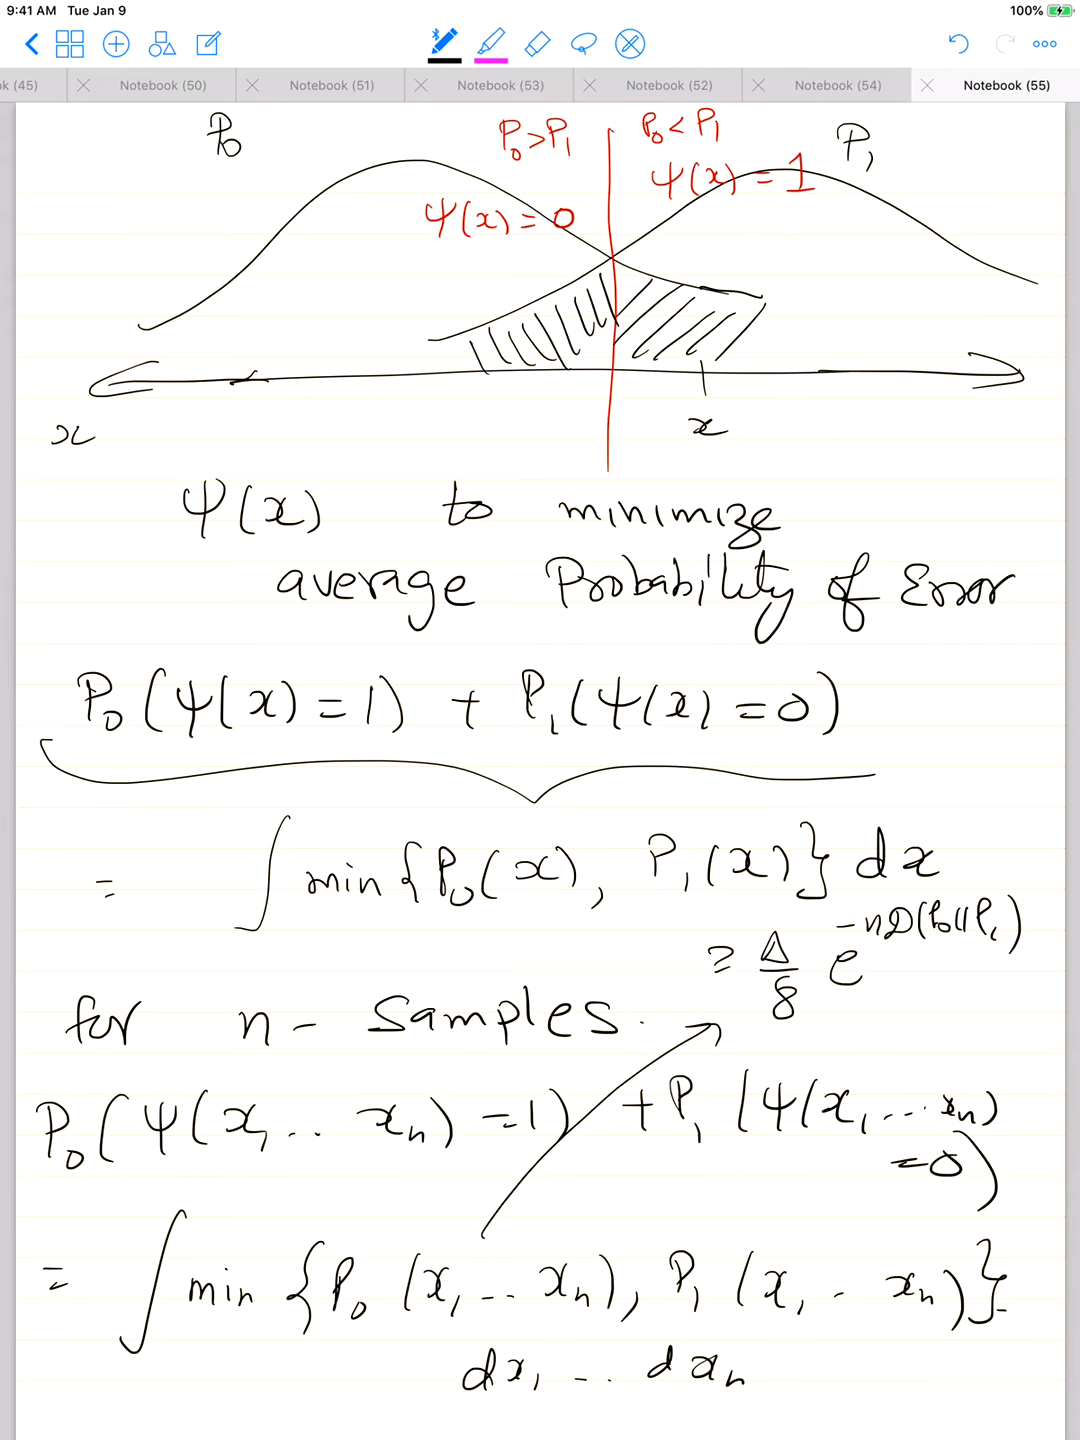 9:41 AM Tue Jan 9 100%
k (45) Notebook (50) Notebook (51) Notebook (53) Notebook (52) Notebook (54) Notebook (55)
P₀ P₀>P₁ P₀<P₁ P₁
ψ(x)=0 ψ(x)=1
x x
ψ(x) to minimize
average Probability of Error
P₀(ψ(x)=1) + P₁(ψ(x)=0)
= ∫ min{P₀(x), P₁(x)} dx
≥ Δ/8 e^{-nD(P₀||P₁)}
for n- samples.
P₀(ψ(x₁..xₙ)=1) +P₁(ψ(x₁...xₙ)
=0)
= ∫ min{P₀(x₁..xₙ), P₁(x₁.xₙ)}
dx₁...dxₙ